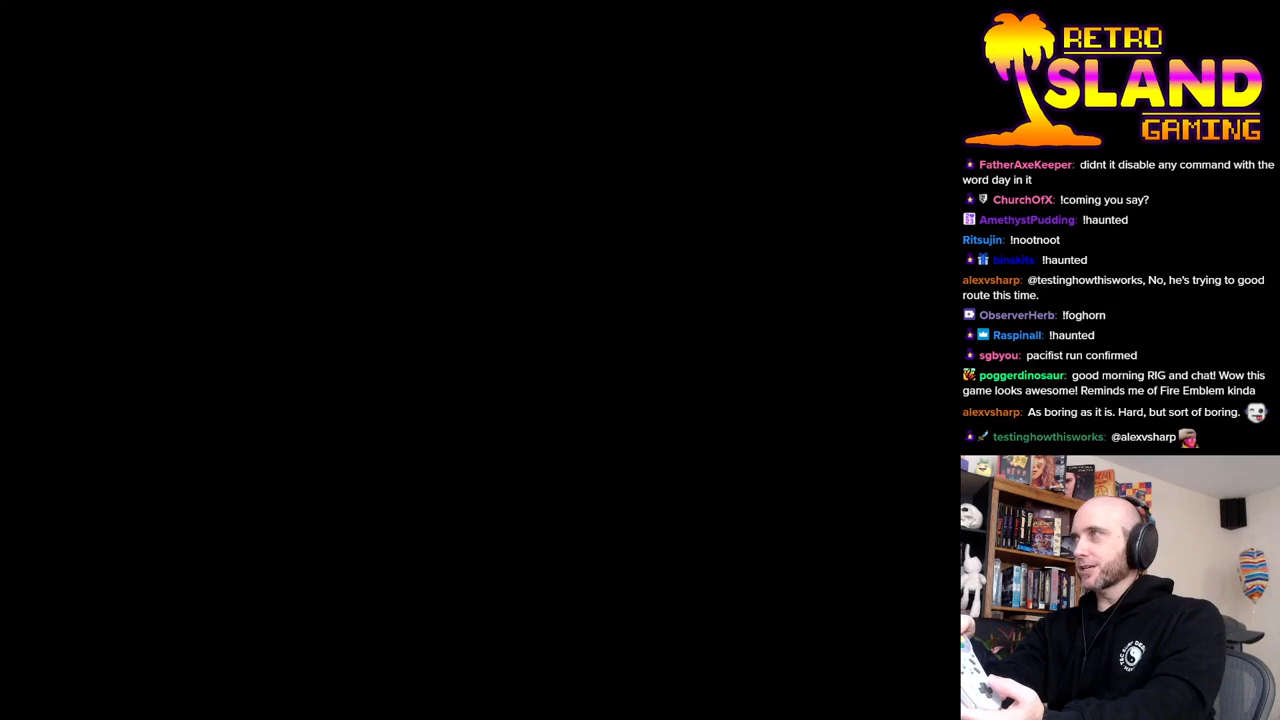 RETRO
ISLAND
GAMING
FatherAxeKeeper: didnt it disable any command with the
word day in it
ChurchOfX: !coming you say?
AmethystPudding: !haunted
Ritsujin: !nootnoot
binskits: !haunted
alexvsharp: @testinghowthisworks, No, he's trying to good
route this time.
ObserverHerb: !foghorn
Raspinall: !haunted
sgbyou: pacifist run confirmed
poggerdinosaur: good morning RIG and chat! Wow this
game looks awesome! Reminds me of Fire Emblem kinda
alexvsharp: As boring as it is. Hard, but sort of boring.
testinghowthisworks: @alexvsharp